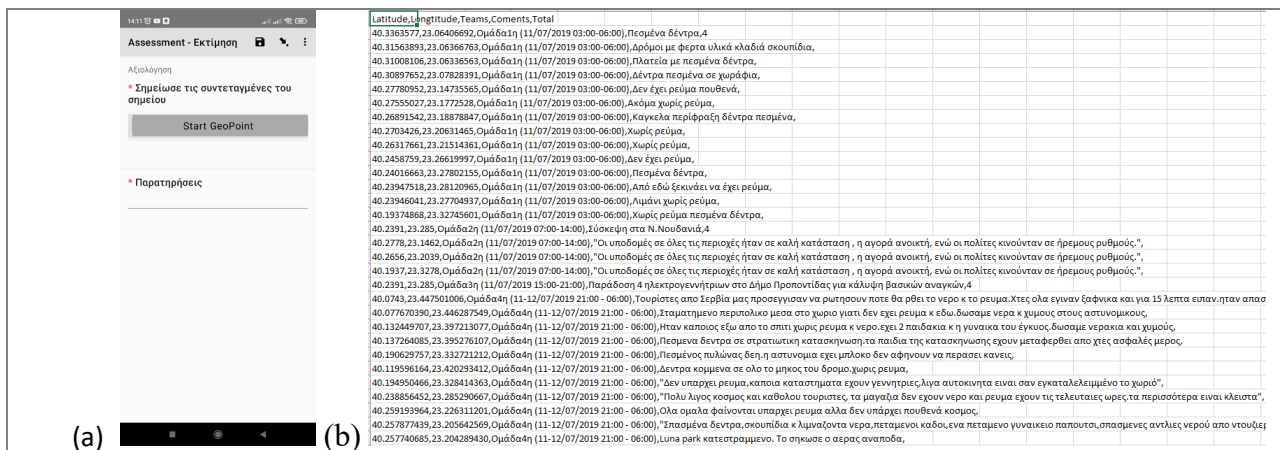 14:11
Assessment - Εκτίμηση
Αξιολόγηση
* Σημείωσε τις συντεταγμένες του
σημείου
Start GeoPoint
* Παρατηρήσεις
(a)
(b)
Latitude,Longtitude,Teams,Coments,Total
40.3363577,23.06406692,Ομάδα1η (11/07/2019 03:00-06:00),Πεσμένα δέντρα,4
40.31563893,23.06366763,Ομάδα1η (11/07/2019 03:00-06:00),Δρόμοι με φερτα υλικά κλαδιά σκουπίδια,
40.31008106,23.06336563,Ομάδα1η (11/07/2019 03:00-06:00),Πλατεία με πεσμένα δέντρα,
40.30897652,23.07828391,Ομάδα1η (11/07/2019 03:00-06:00),Δέντρα πεσμένα σε χωράφια,
40.27780952,23.14735565,Ομάδα1η (11/07/2019 03:00-06:00),Δεν έχει ρεύμα πουθενά,
40.27555027,23.1772528,Ομάδα1η (11/07/2019 03:00-06:00),Ακόμα χωρίς ρεύμα,
40.26891542,23.18878847,Ομάδα1η (11/07/2019 03:00-06:00),Καγκελα περίφραξη δέντρα πεσμένα,
40.2703426,23.20631465,Ομάδα1η (11/07/2019 03:00-06:00),Χωρίς ρεύμα,
40.26317661,23.21514361,Ομάδα1η (11/07/2019 03:00-06:00),Χωρίς ρεύμα,
40.2458759,23.26619997,Ομάδα1η (11/07/2019 03:00-06:00),Δεν έχει ρεύμα,
40.24016663,23.27802155,Ομάδα1η (11/07/2019 03:00-06:00),Πεσμένα δέντρα,
40.23947518,23.28120965,Ομάδα1η (11/07/2019 03:00-06:00),Από εδώ ξεκινάει να έχει ρεύμα,
40.23946041,23.27704937,Ομάδα1η (11/07/2019 03:00-06:00),Λιμάνι χωρίς ρεύμα,
40.19374868,23.32745601,Ομάδα1η (11/07/2019 03:00-06:00),Χωρίς ρεύμα πεσμένα δέντρα,
40.2391,23.285,Ομάδα2η (11/07/2019 07:00-14:00),Σύσκεψη στα Ν.Νουδανιά,4
40.2778,23.1462,Ομάδα2η (11/07/2019 07:00-14:00),"Οι υποδομές σε όλες τις περιοχές ήταν σε καλή κατάσταση , η αγορά ανοικτή, ενώ οι πολίτες κινούνταν σε ήρεμους ρυθμούς.",
40.2656,23.2039,Ομάδα2η (11/07/2019 07:00-14:00),"Οι υποδομές σε όλες τις περιοχές ήταν σε καλή κατάσταση , η αγορά ανοικτή, ενώ οι πολίτες κινούνταν σε ήρεμους ρυθμούς.",
40.1937,23.3278,Ομάδα2η (11/07/2019 07:00-14:00),"Οι υποδομές σε όλες τις περιοχές ήταν σε καλή κατάσταση , η αγορά ανοικτή, ενώ οι πολίτες κινούνταν σε ήρεμους ρυθμούς.",
40.2391,23.285,Ομάδα3η (11/07/2019 15:00-21:00),Παράδοση 4 ηλεκτρογεννήτριων στο Δήμο Προποντίδας για κάλυψη βασικών αναγκών,4
40.0743,23.447501006,Ομάδα4η (11-12/07/2019 21:00 - 06:00),Τουρίστες απο Σερβία μας προσεγγισαν να ρωτησουν ποτε θα ρθει το νερο κ το ρευμα.Χτες ολα εγιναν ξαφνικα και για 15 λεπτα ειπαν.ηταν απασ
40.077670390,23.446287549,Ομάδα4η (11-12/07/2019 21:00 - 06:00),Σταματημενο περιπολικο μεσα στο χωριο γιατι δεν εχει ρευμα κ εδω.δωσαμε νερα κ χυμους στους αστυνομικους,
40.132449707,23.397213077,Ομάδα4η (11-12/07/2019 21:00 - 06:00),Ηταν καποιος εξω απο το σπιτι χωρις ρευμα κ νερο.εχει 2 παιδακια κ η γυναικα του έγκυος.δωσαμε νερακια και χυμούς,
40.137264085,23.395276107,Ομάδα4η (11-12/07/2019 21:00 - 06:00),Πεσμενα δεντρα σε στρατιωτικη κατασκηνωση.τα παιδια της κατασκηνωσης εχουν μεταφερθει απο χτες ασφαλές μερος,
40.190629757,23.332721212,Ομάδα4η (11-12/07/2019 21:00 - 06:00),Πεσμένος πυλώνας δεη.η αστυνομια εχει μπλοκο δεν αφηνουν να περασει κανεις,
40.119596164,23.420293412,Ομάδα4η (11-12/07/2019 21:00 - 06:00),Δεντρα κομμενα σε ολο το μηκος του δρομο.χωρις ρευμα,
40.194950466,23.328414363,Ομάδα4η (11-12/07/2019 21:00 - 06:00),"Δεν υπαρχει ρευμα,καποια καταστηματα εχουν γεννητριες,λιγα αυτοκινητα ειναι σαν εγκαταλελειμμένο το χωριό",
40.238856452,23.285290667,Ομάδα4η (11-12/07/2019 21:00 - 06:00),"Πολυ λιγος κοσμος και καθολου τουριστες, τα μαγαζια δεν εχουν νερο και ρευμα εχουν τις τελευταιες ωρες.τα περισσότερα ειναι κλειστα",
40.259193964,23.226311201,Ομάδα4η (11-12/07/2019 21:00 - 06:00),Ολα ομαλα φαίνονται υπαρχει ρευμα αλλα δεν υπάρχει πουθενά κοσμος,
40.257877439,23.205642569,Ομάδα4η (11-12/07/2019 21:00 - 06:00),"Σπασμένα δεντρα,σκουπίδια κ λιμναζοντα νερα,πεταμενοι καδοι,ενα πεταμενο γυναικειο παπουτσι,σπασμενες αντλιες νερού απο ντουζιερ
40.257740685,23.204289430,Ομάδα4η (11-12/07/2019 21:00 - 06:00),Luna park κατεστραμμενο. Το σηκωσε ο αερας αναποδα,